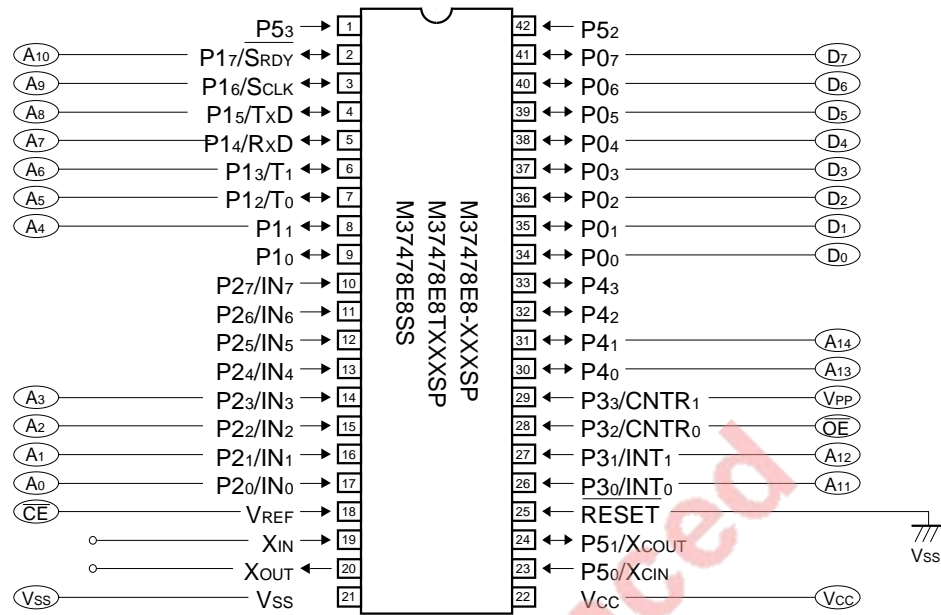 P53 1 42 P52
A10 P17/SRDY 2 41 P07 D7
A9 P16/SCLK 3 40 P06 D6
A8 P15/TXD 4 39 P05 D5
A7 P14/RXD 5 38 P04 D4
A6 P13/T1 6 37 P03 D3
A5 P12/T0 7 36 P02 D2
A4 P11 8 35 P01 D1
P10 9 34 P00 D0
P27/IN7 10 33 P43
P26/IN6 11 32 P42
P25/IN5 12 31 P41 A14
P24/IN4 13 30 P40 A13
A3 P23/IN3 14 29 P33/CNTR1 VPP
A2 P22/IN2 15 28 P32/CNTR0 OE
A1 P21/IN1 16 27 P31/INT1 A12
A0 P20/IN0 17 26 P30/INT0 A11
CE VREF 18 25 RESET
XIN 19 24 P51/XCOUT VSS
XOUT 20 23 P50/XCIN
VSS VSS 21 22 VCC VCC
M37478E8-XXXSP
M37478E8TXXXSP
M37478E8SS